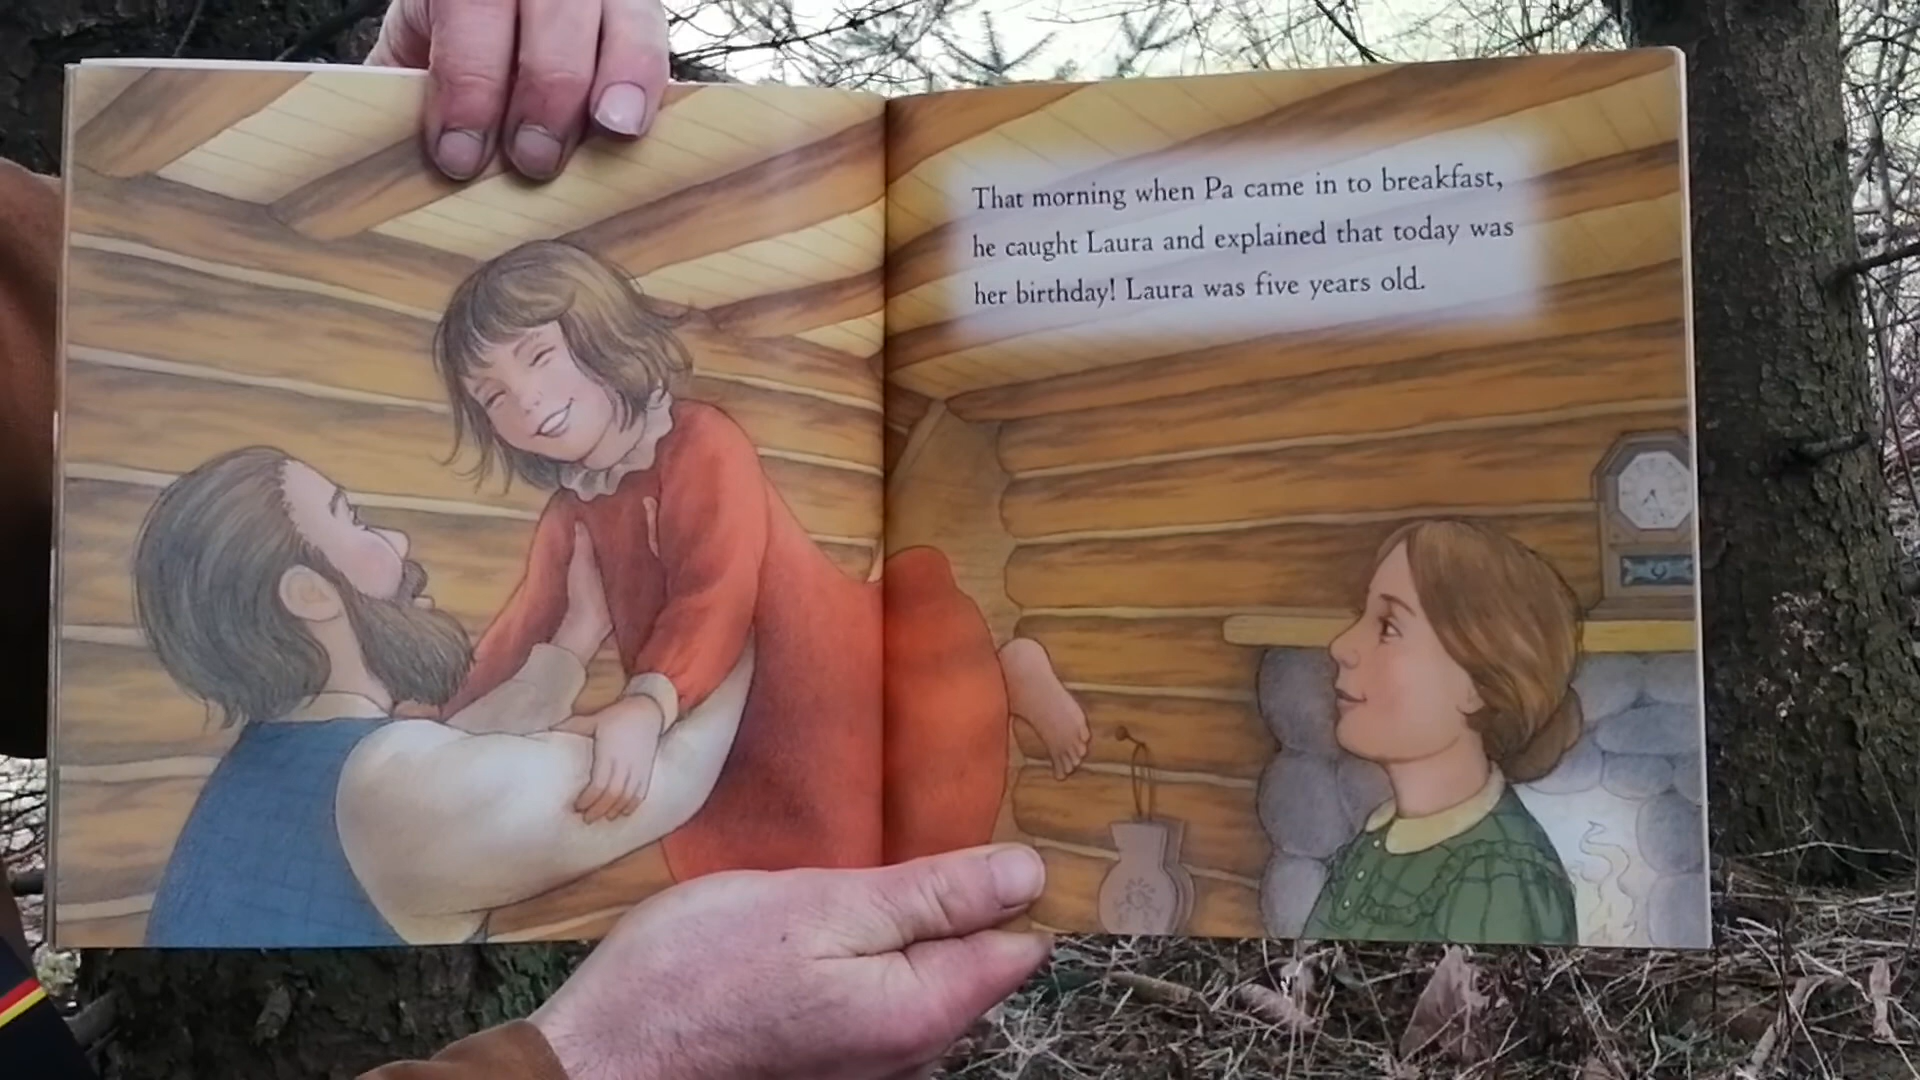 That morning when Pa came in to breakfast,
he caught Laura and explained that today was
her birthday! Laura was five years old.